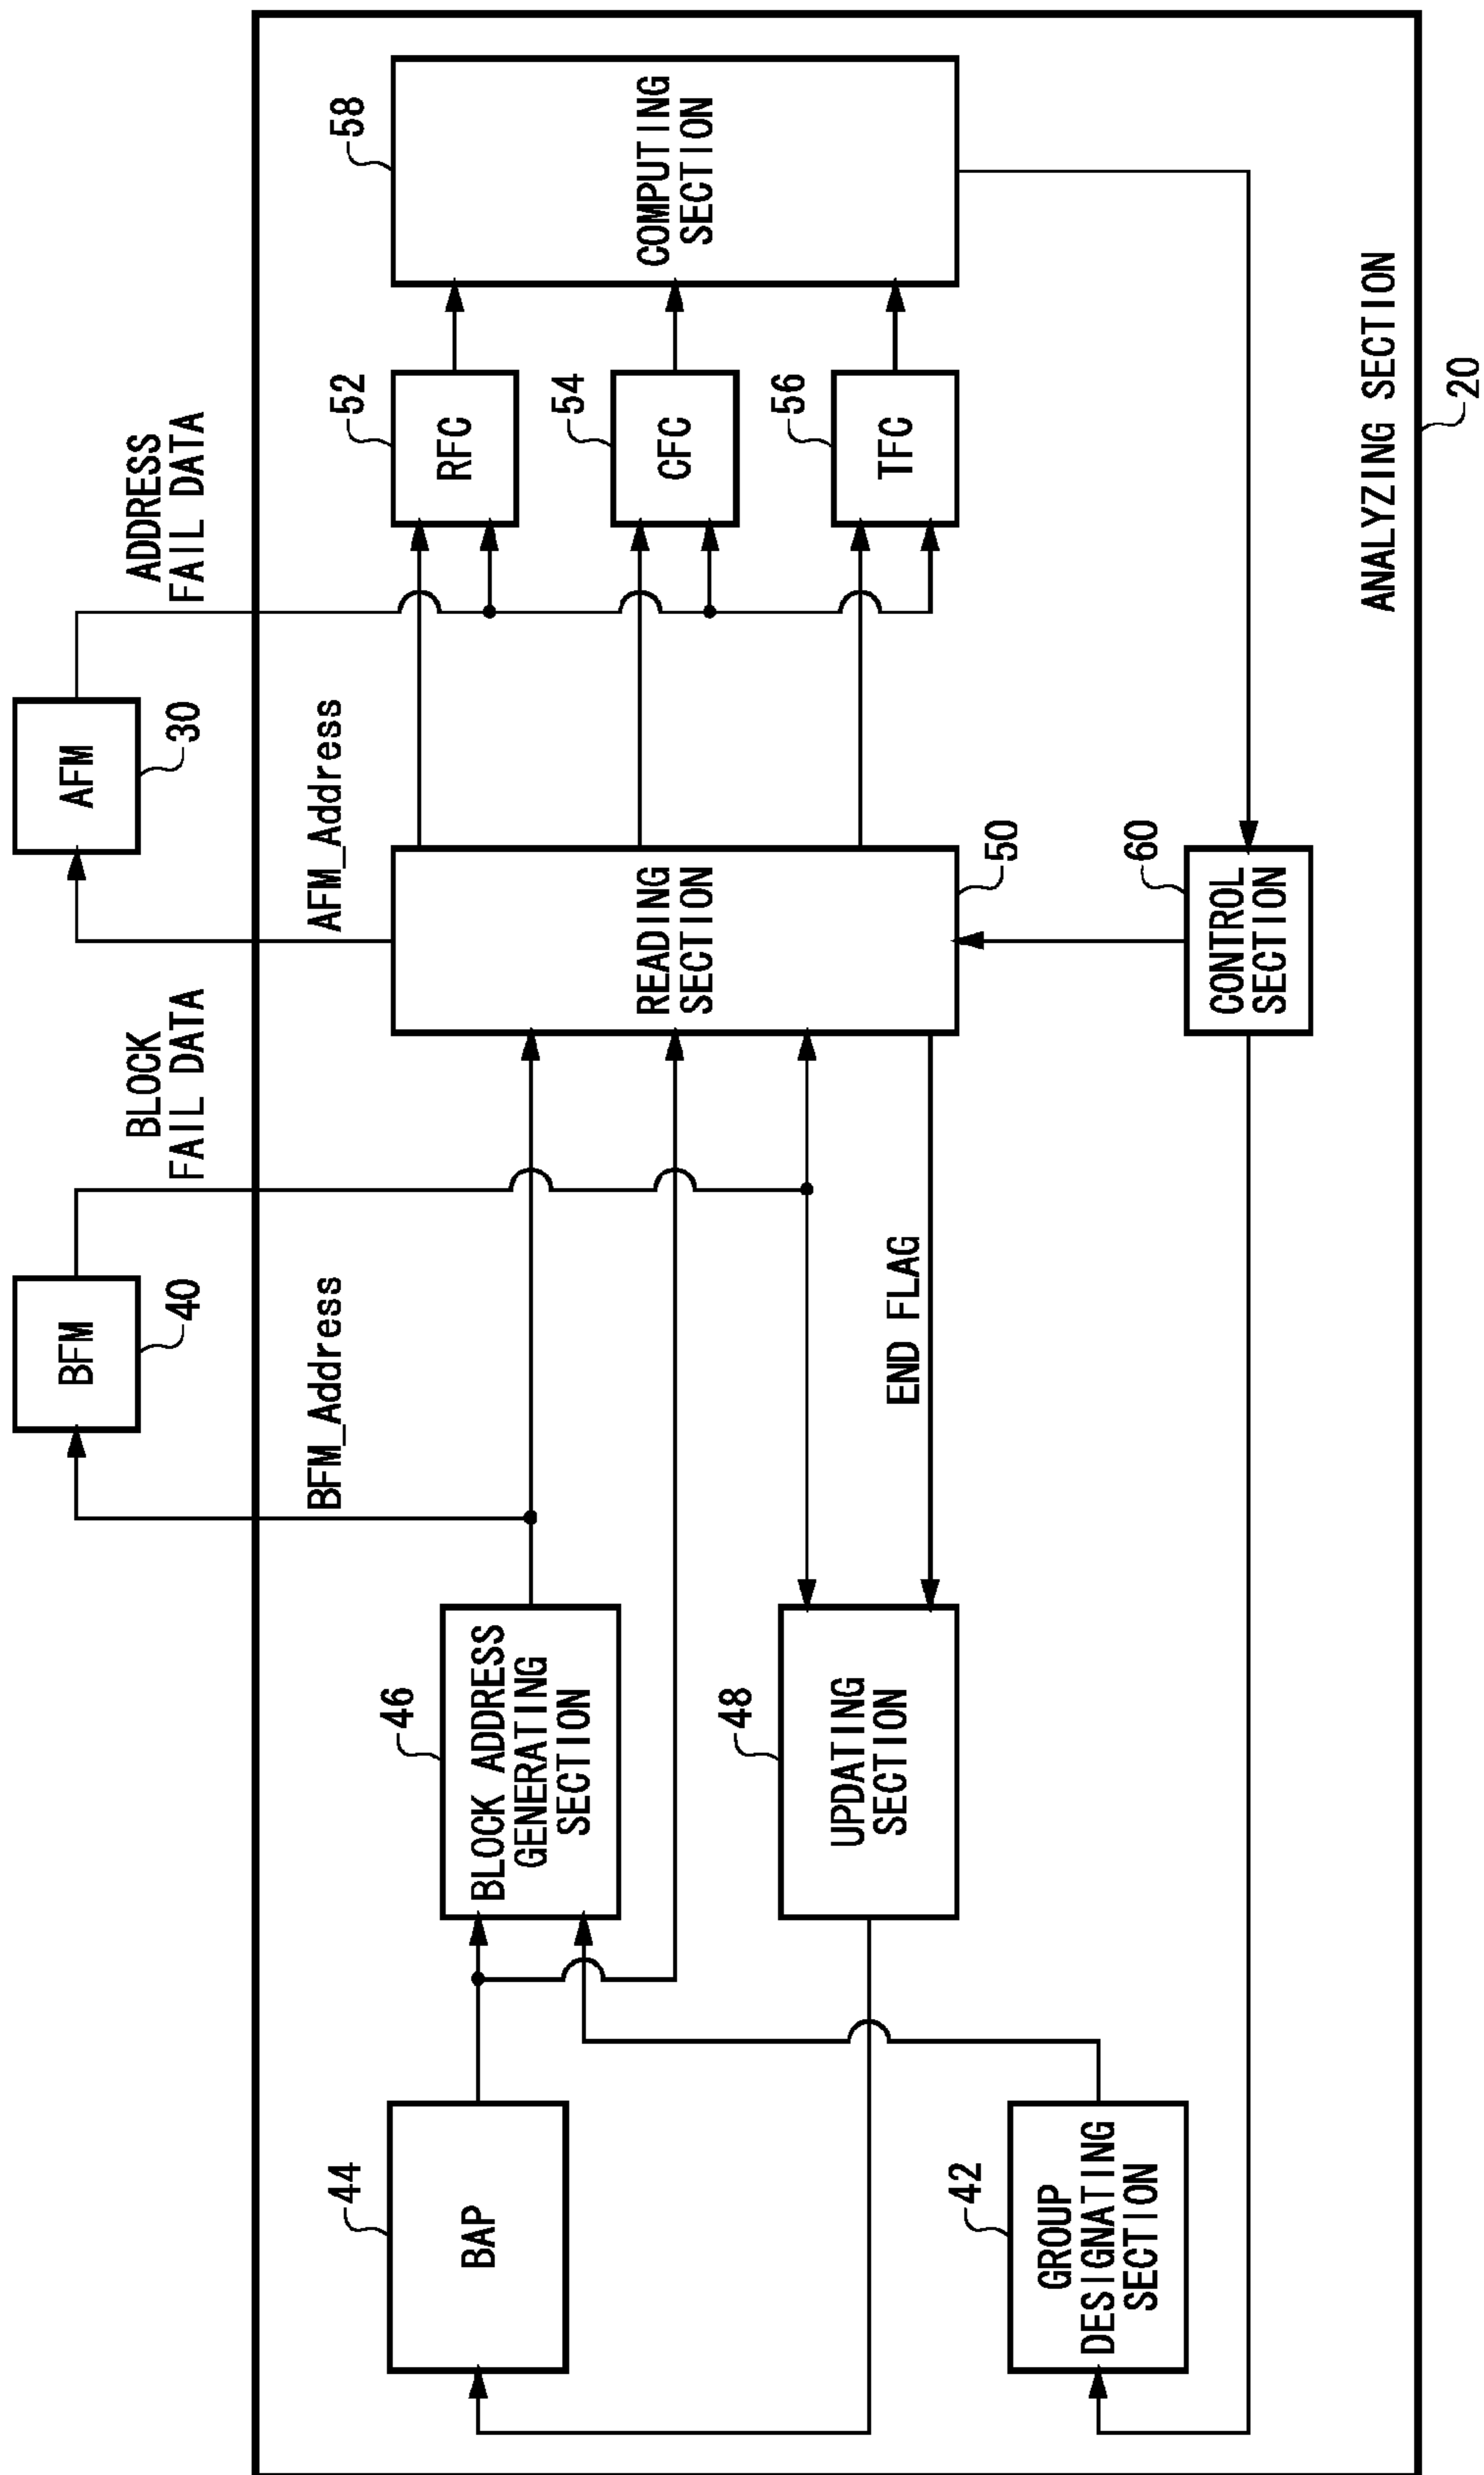 BFM
40
AFM
30
BLOCK
FAIL DATA
ADDRESS
FAIL DATA
BFM_Address
AFM_Address
44
BAP
46
BLOCK ADDRESS
GENERATING
SECTION
READING
SECTION
50
52
RFC
54
CFC
56
TFC
58
COMPUTING
SECTION
48
UPDATING
SECTION
END FLAG
42
GROUP
DESIGNATING
SECTION
60
CONTROL
SECTION
ANALYZING SECTION
20